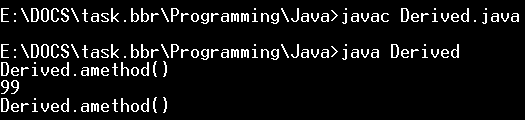 E:\DOCS\task.bbr\Programming\Java>javac Derived.java
E:\DOCS\task.bbr\Programming\Java>java Derived
Derived.amethod()
99
Derived.amethod()